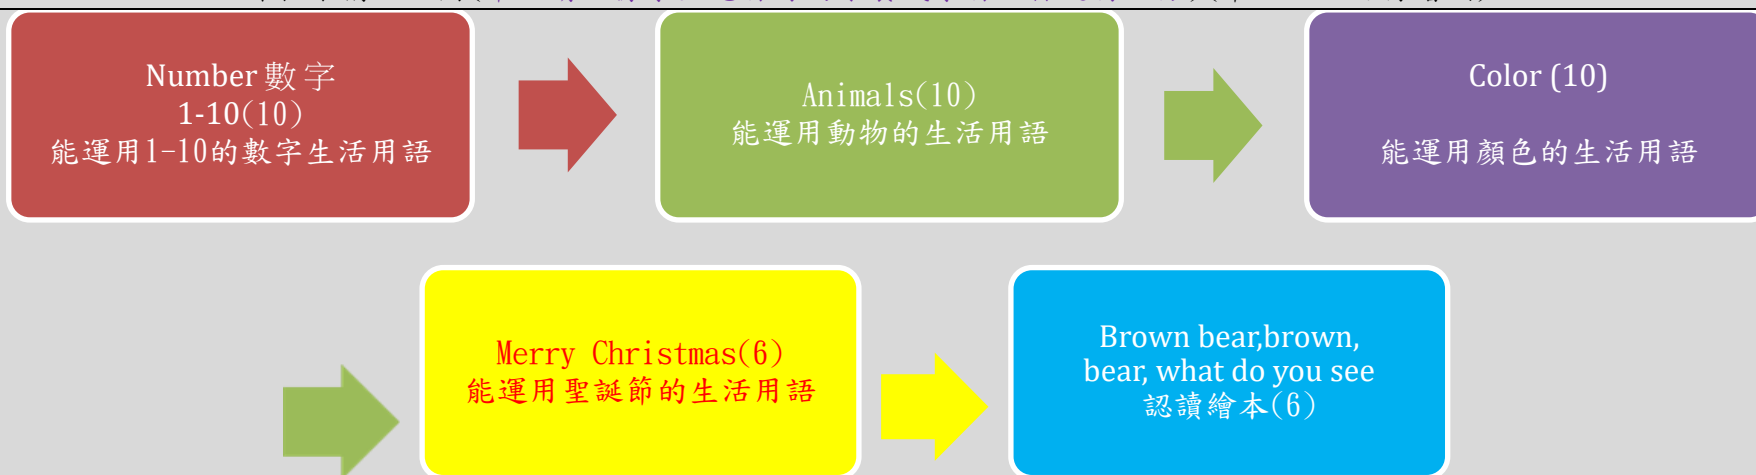 Number 數字
1-10(10)
能運用1-10的數字生活用語
Animals(10)
能運用動物的生活用語
Color (10)
能運用顏色的生活用語
Merry Christmas(6)
能運用聖誕節的生活用語
Brown bear,brown,
bear, what do you see
認讀繪本(6)